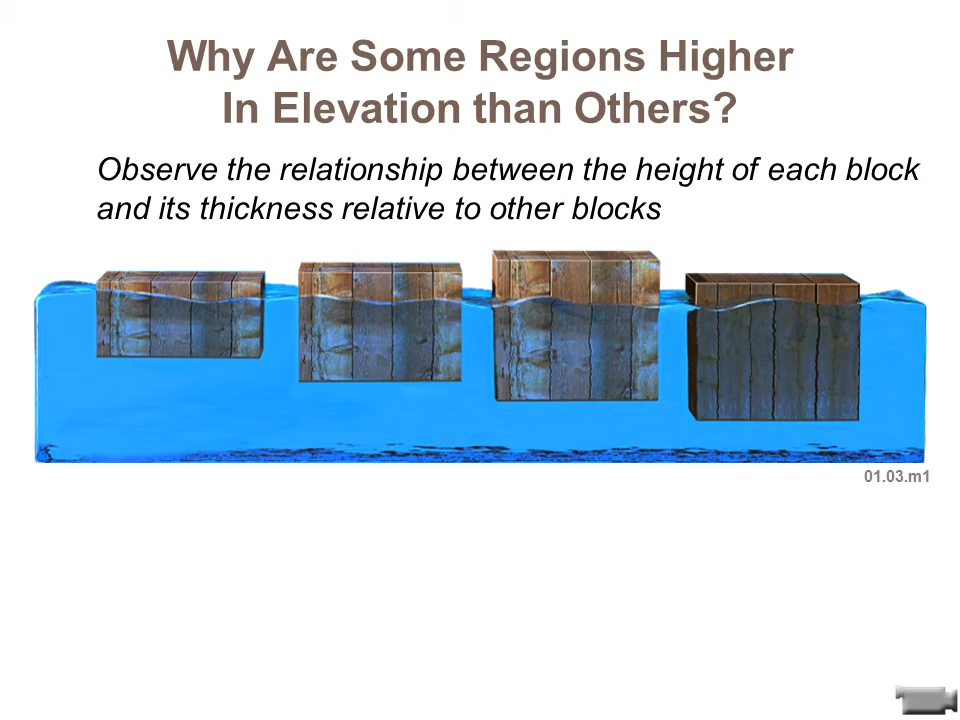 Why Are Some Regions Higher
In Elevation than Others?
Observe the relationship between the height of each block
and its thickness relative to other blocks
01.03.m1